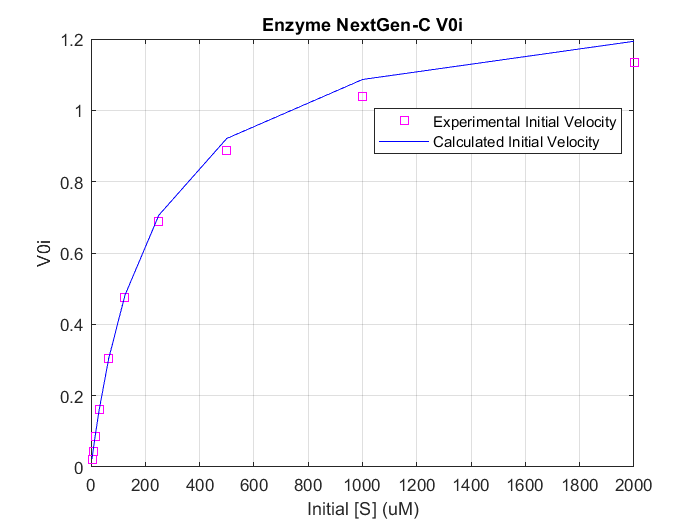 Enzyme NextGen-C V0i
1.2
1
0.8
0.6
0.4
0.2
0
V0i
Experimental Initial Velocity
Calculated Initial Velocity
0 200 400 600 800 1000 1200 1400 1600 1800 2000
Initial [S] (uM)